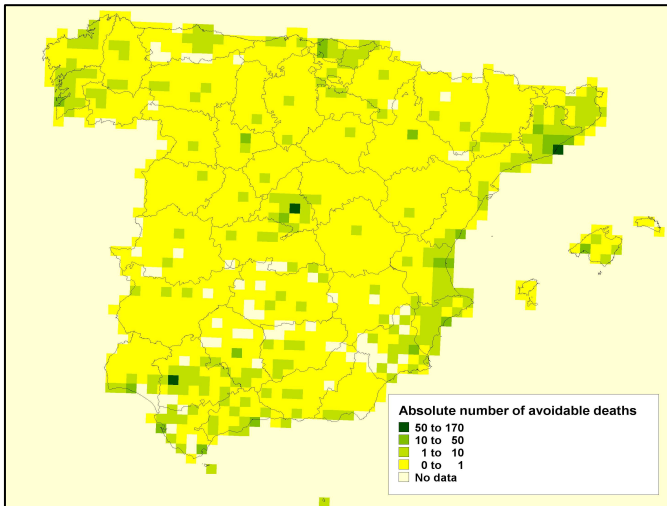 Absolute number of avoidable deaths
50 to 170
10 to 50
1 to 10
0 to 1
No data